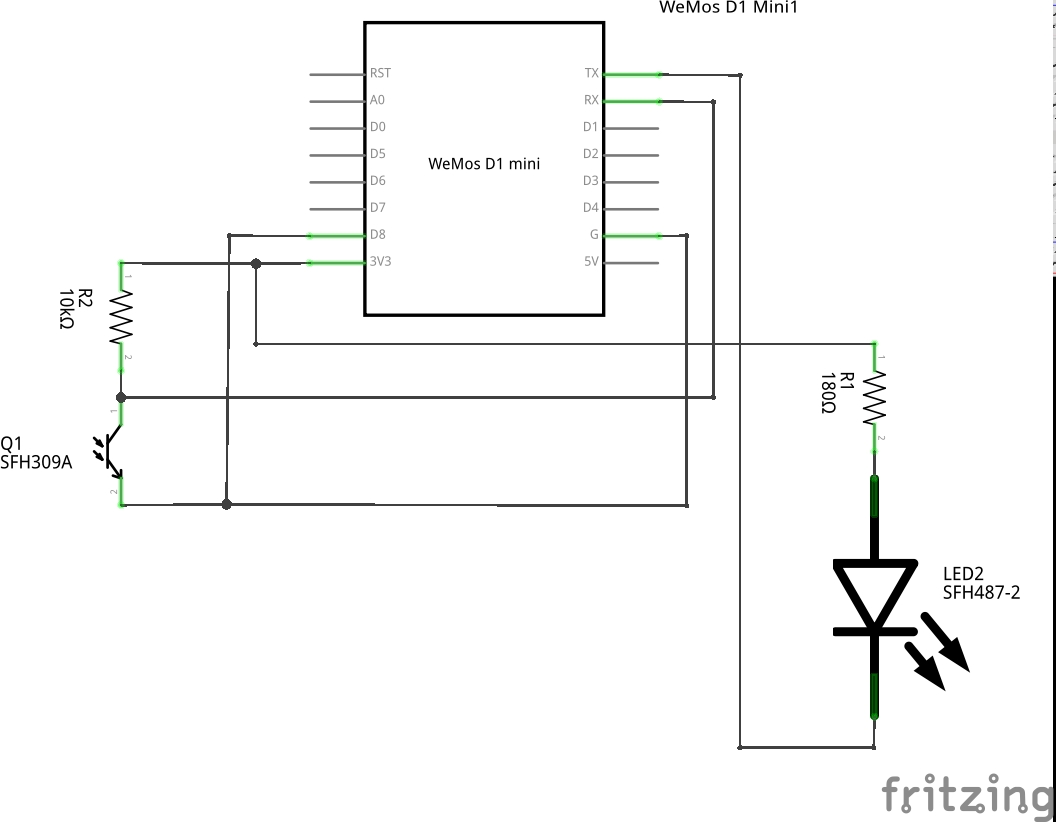 WeMos D1 Mini1
RST
A0
D0
D5
D6
D7
D8
3V3
TX
RX
D1
D2
D3
D4
G
5V
WeMos D1 mini
1
R2
10kΩ
2
1
Q1
SFH309A
2
1
R1
180Ω
2
LED2
SFH487-2
fritzing